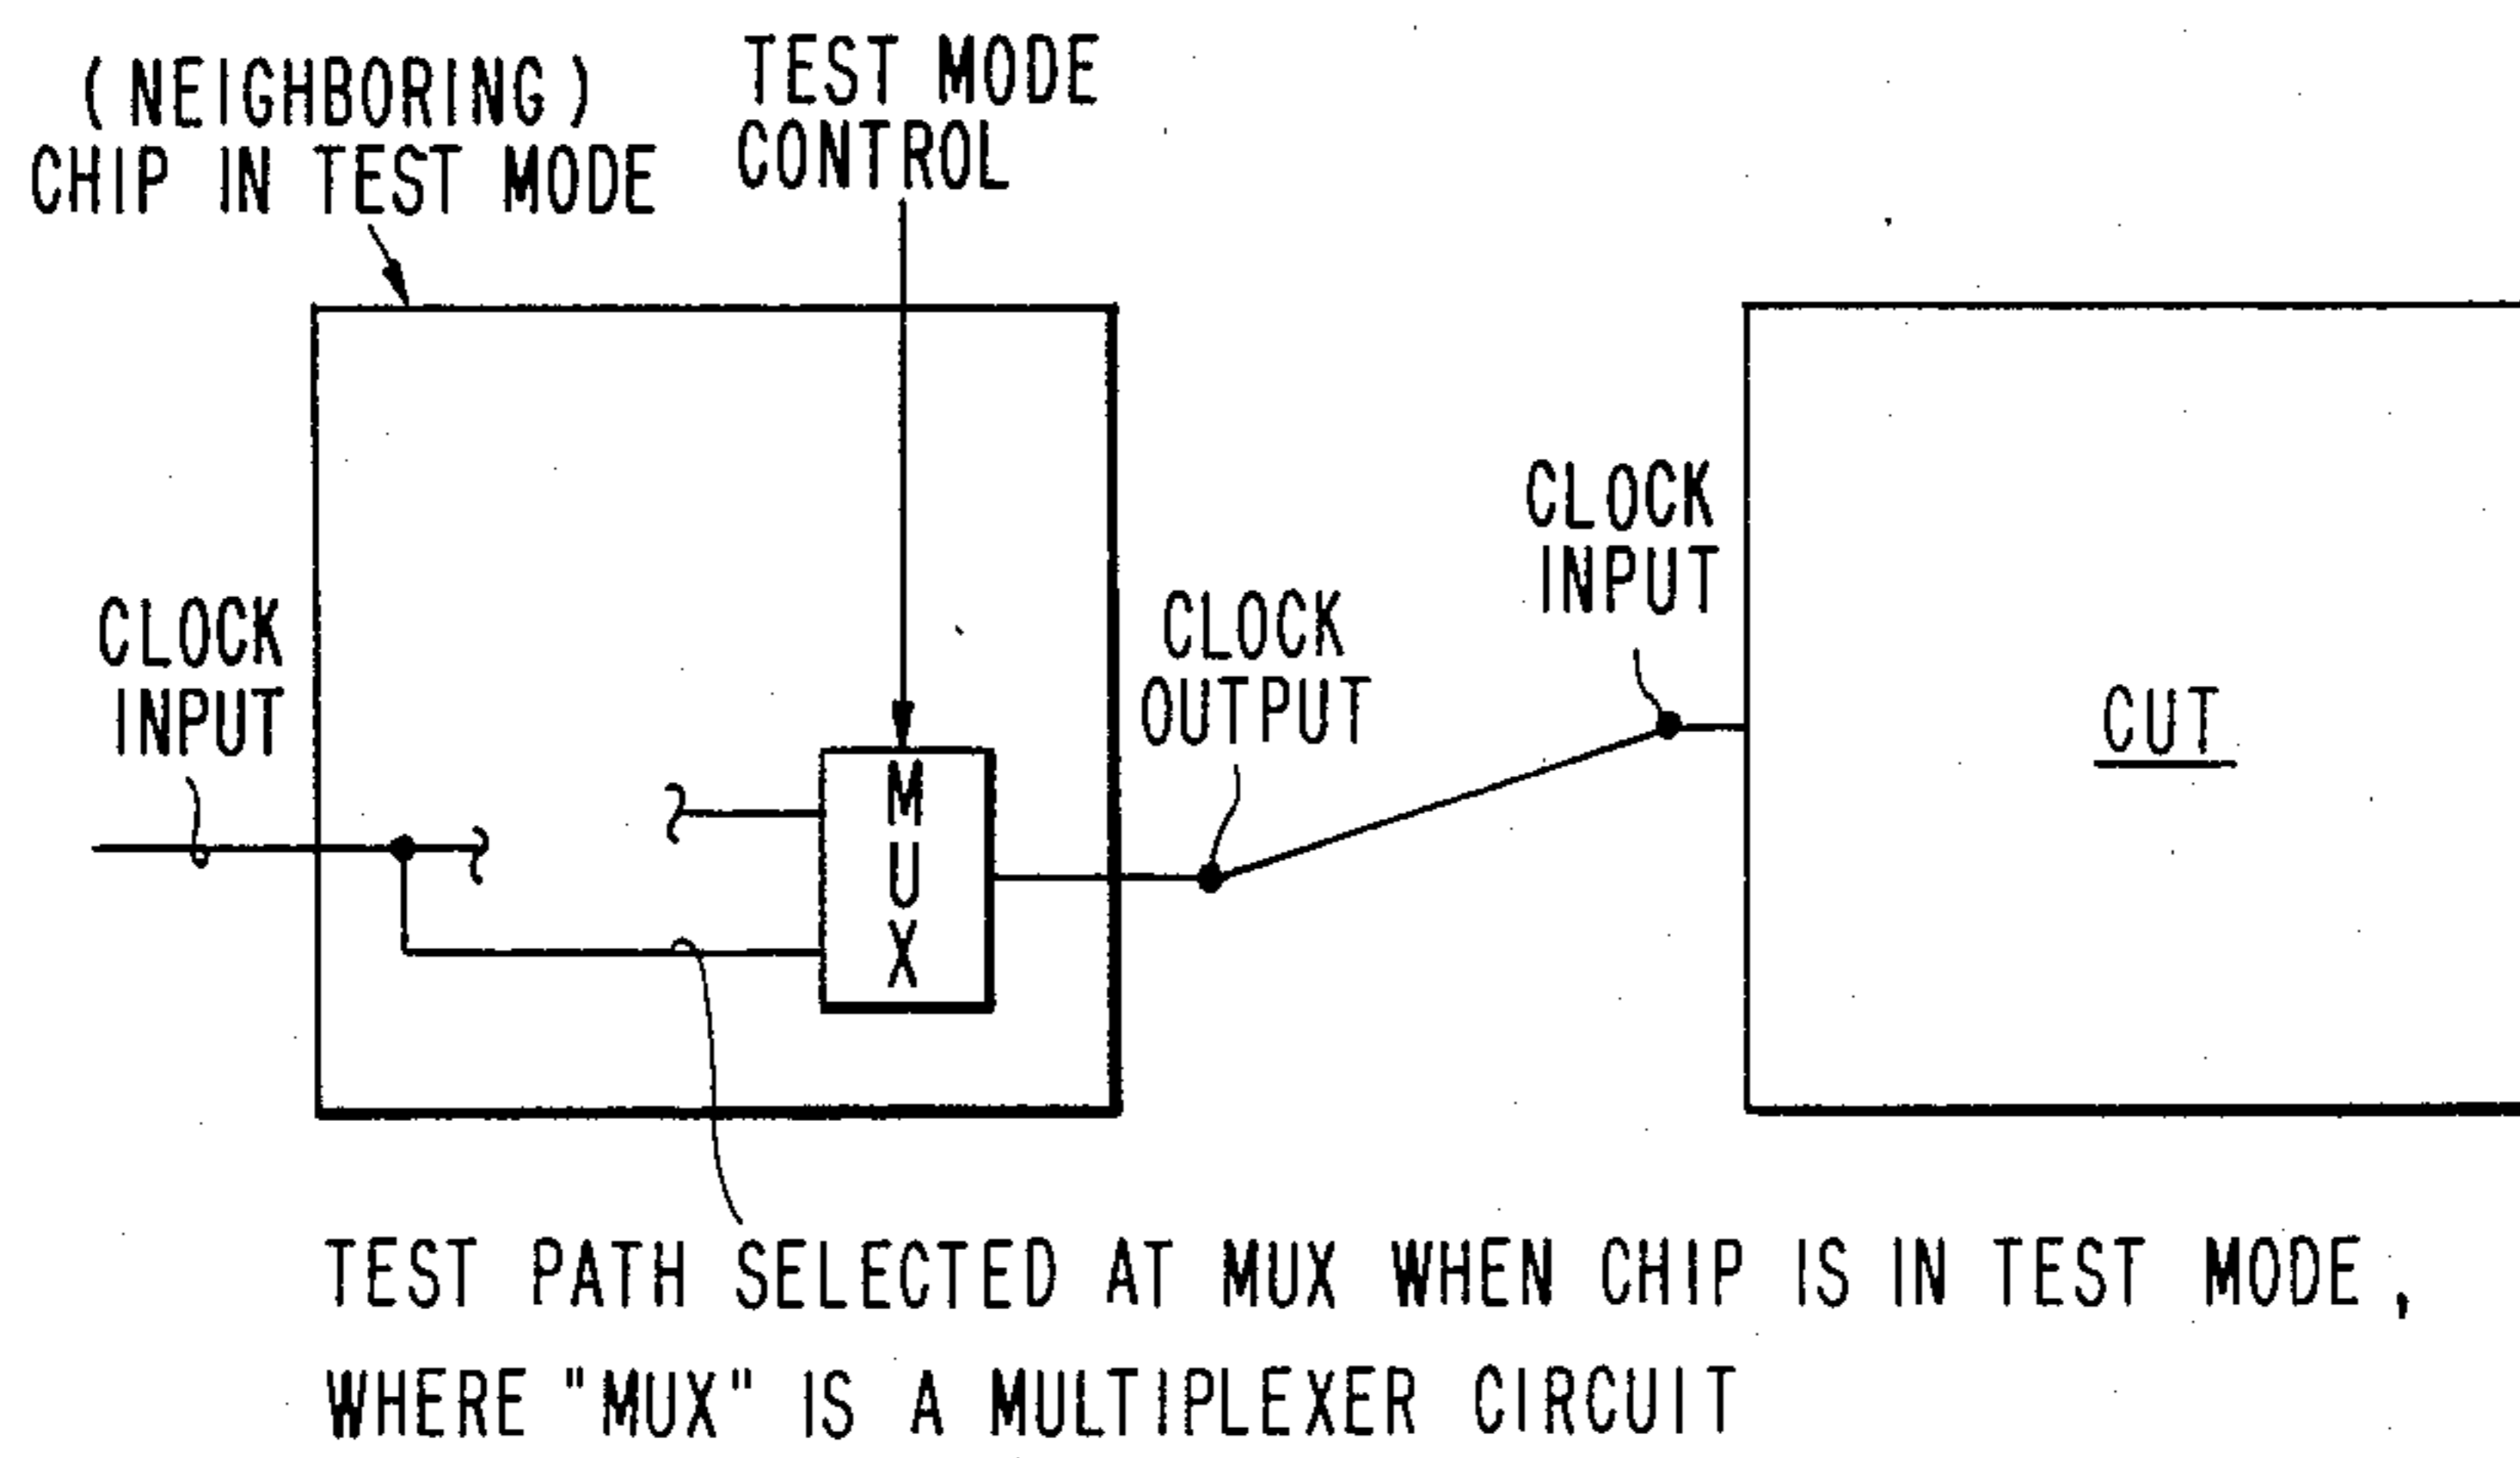 (NEIGHBORING)
CHIP IN TEST MODE
TEST MODE
CONTROL
CLOCK
INPUT
CLOCK
OUTPUT
CLOCK
INPUT
MUX
CUT
TEST PATH SELECTED AT MUX WHEN CHIP IS IN TEST MODE,
WHERE "MUX" IS A MULTIPLEXER CIRCUIT